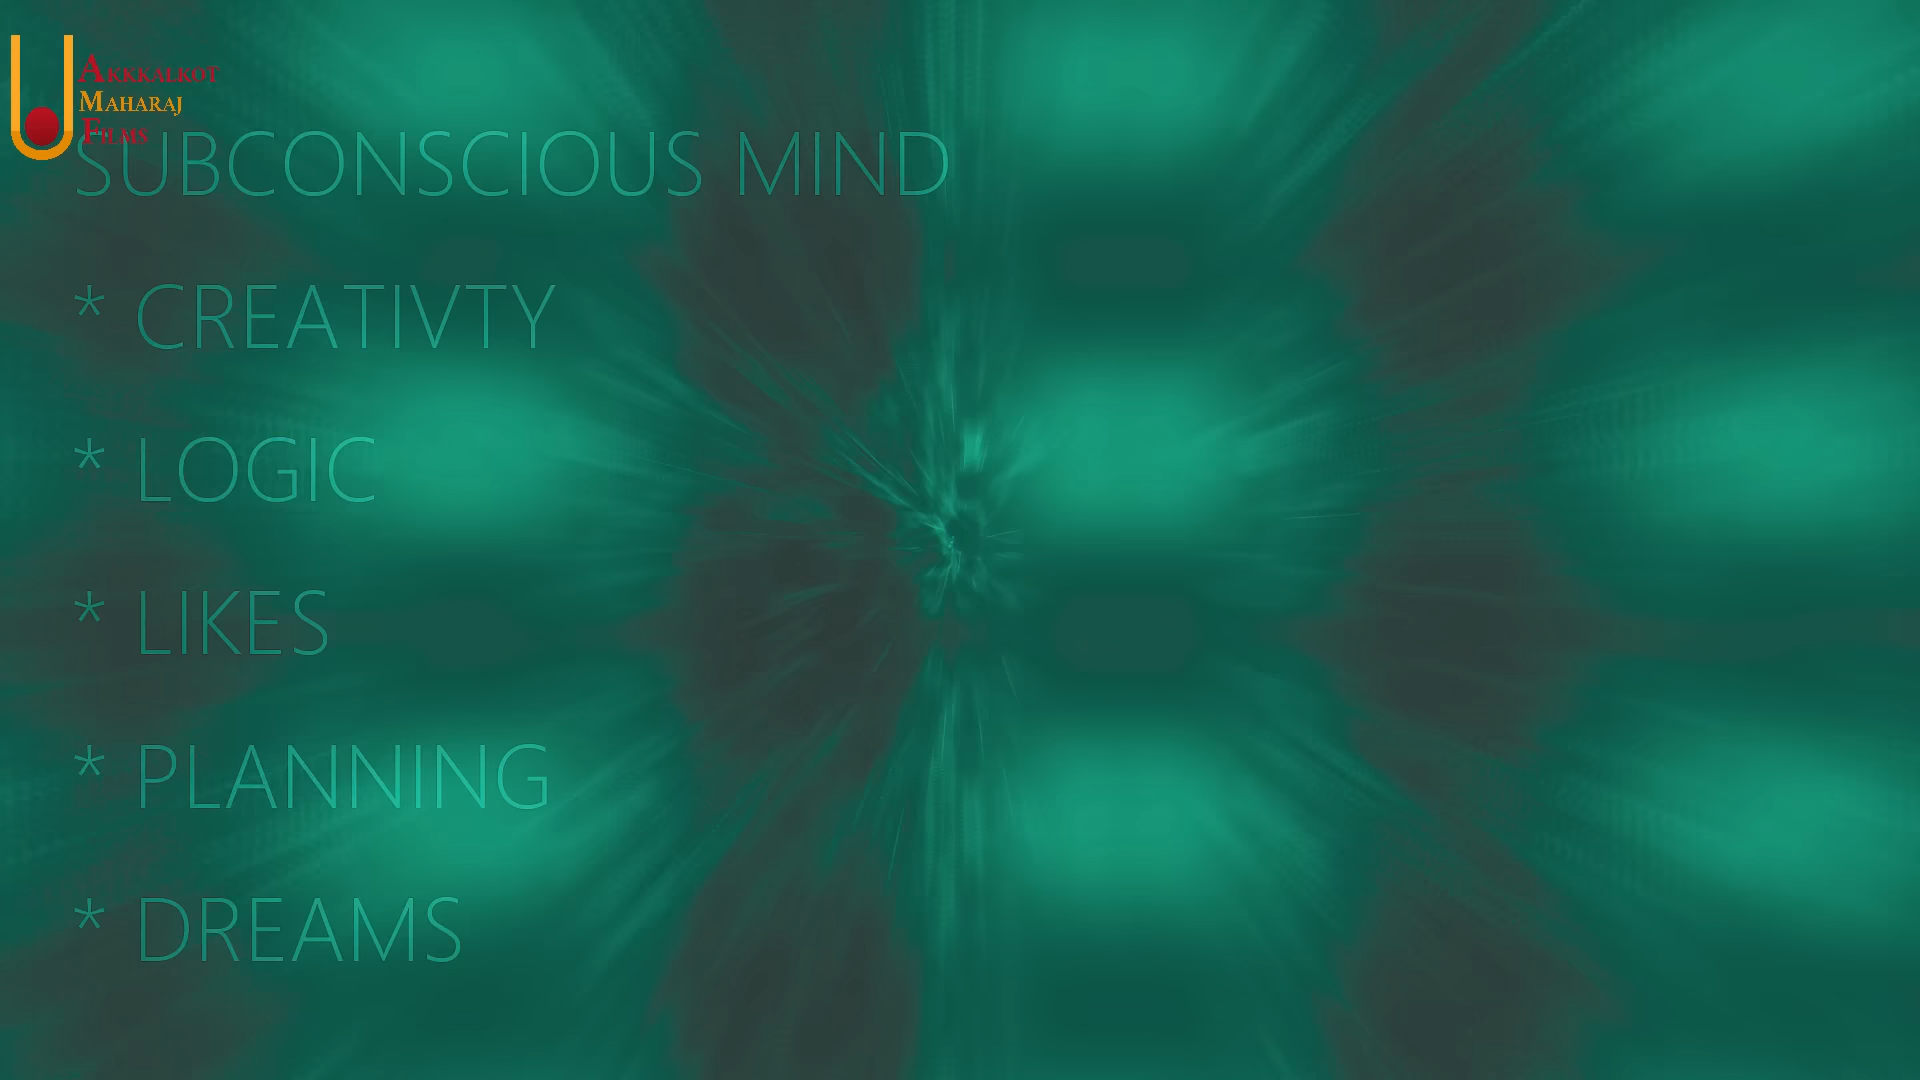 AKKKALKOT
MAHARAJ
FILMS
SUBCONSCIOUS MIND
* CREATIVTY
* LOGIC
* LIKES
* PLANNING
* DREAMS